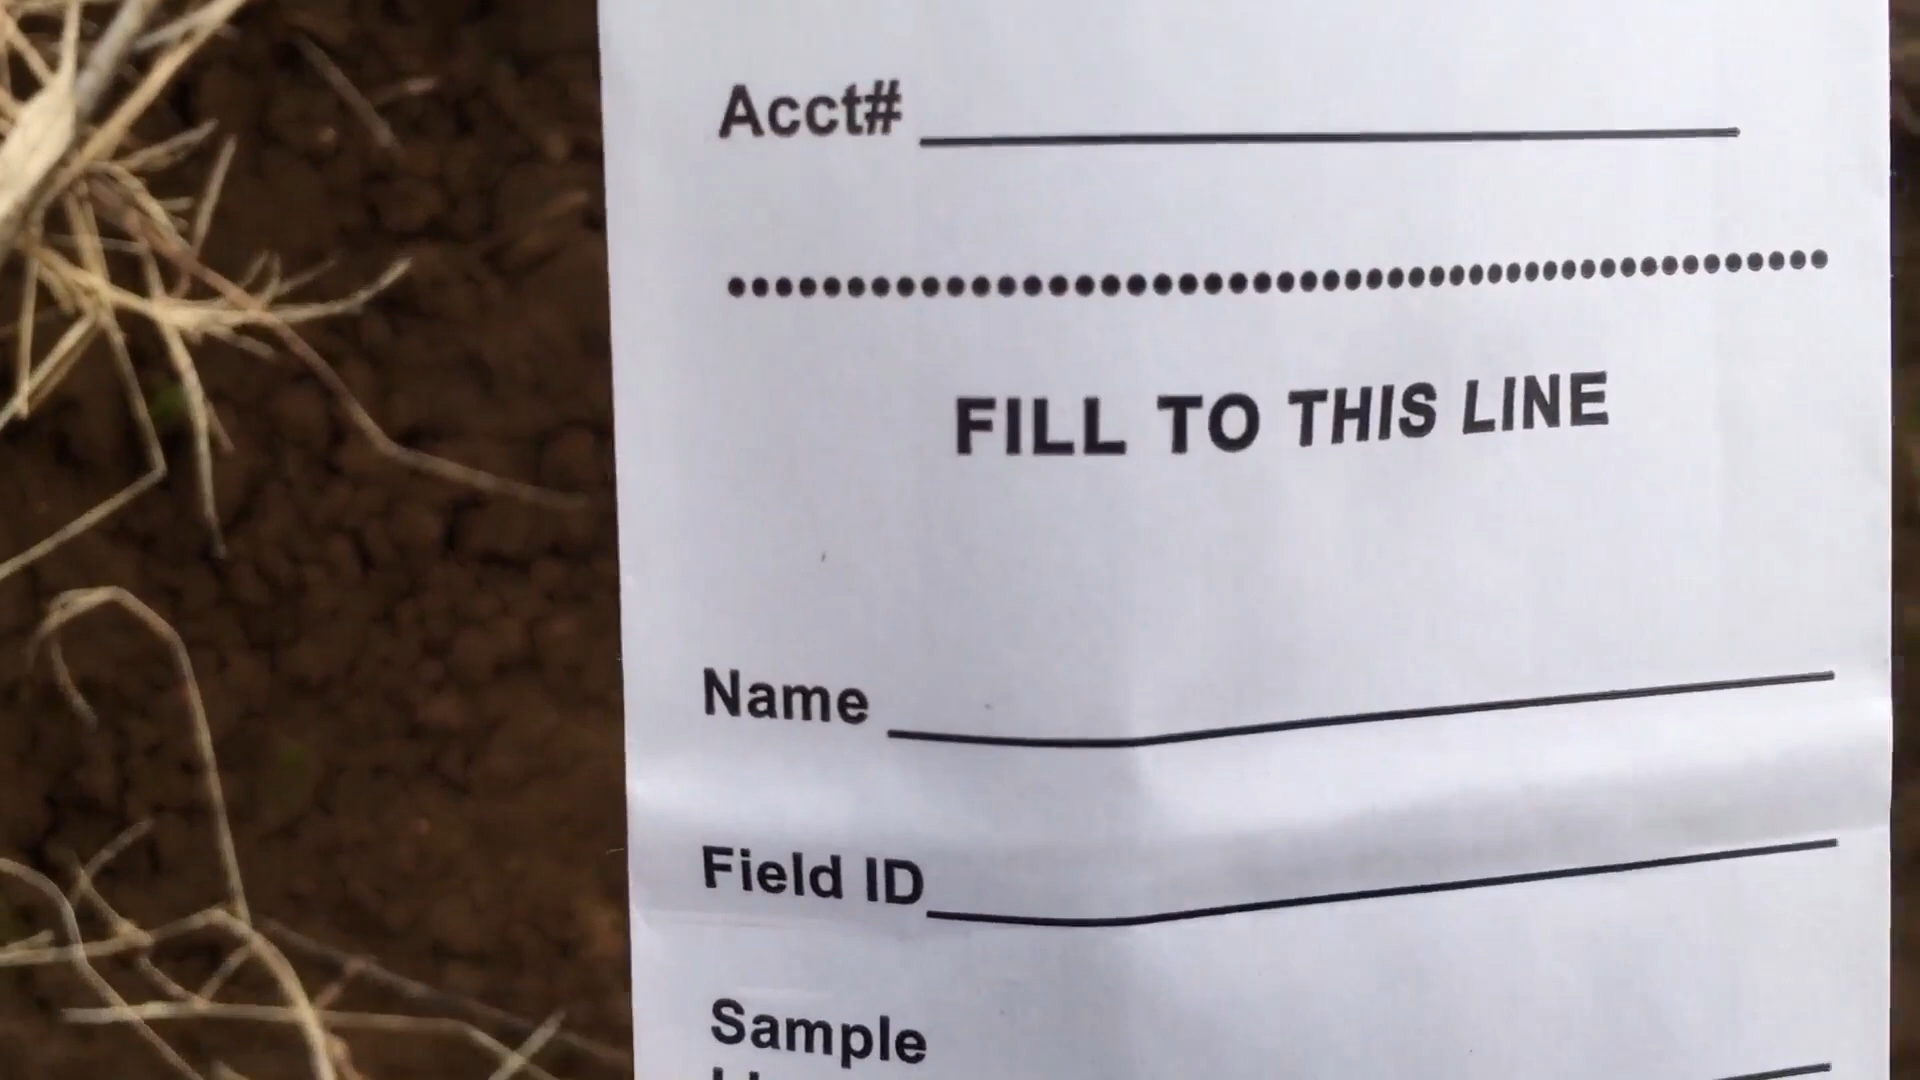 Acct#
FILL TO THIS LINE
Name
Field ID
Sample